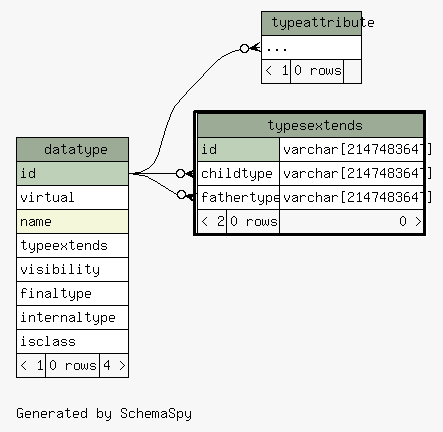 typeattribute
...
< 1 0 rows
typesextends
id varchar[2147483647]
childtype varchar[2147483647]
fathertype varchar[2147483647]
< 2 0 rows 0 >
datatype
id
virtual
name
typeextends
visibility
finaltype
internaltype
isclass
< 1 0 rows 4 >
Generated by SchemaSpy